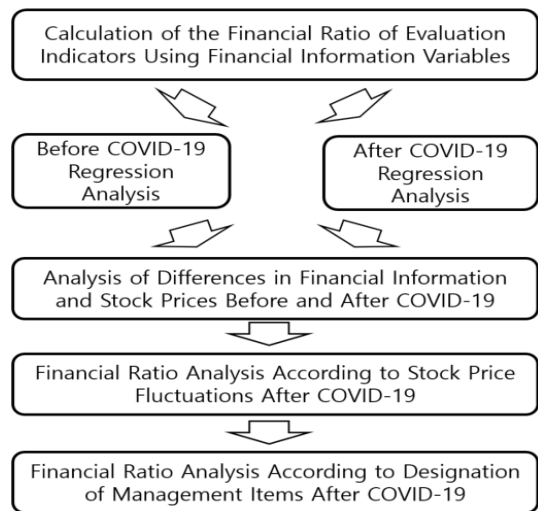 Calculation of the Financial Ratio of Evaluation
Indicators Using Financial Information Variables
Before COVID-19
Regression
Analysis
After COVID-19
Regression
Analysis
Analysis of Differences in Financial Information
and Stock Prices Before and After COVID-19
Financial Ratio Analysis According to Stock Price
Fluctuations After COVID-19
Financial Ratio Analysis According to Designation
of Management Items After COVID-19